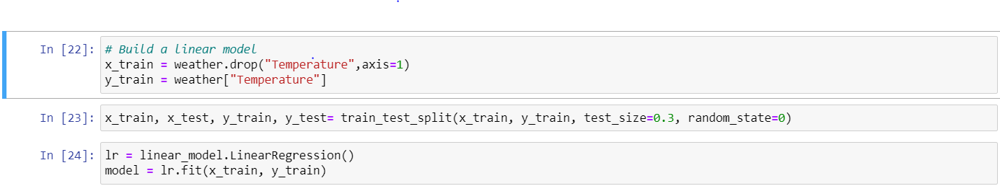 In [22]: # Build a linear model
x_train = weather.drop("Temperature",axis=1)
y_train = weather["Temperature"]
In [23]: x_train, x_test, y_train, y_test= train_test_split(x_train, y_train, test_size=0.3, random_state=0)
In [24]: lr = linear_model.LinearRegression()
model = lr.fit(x_train, y_train)